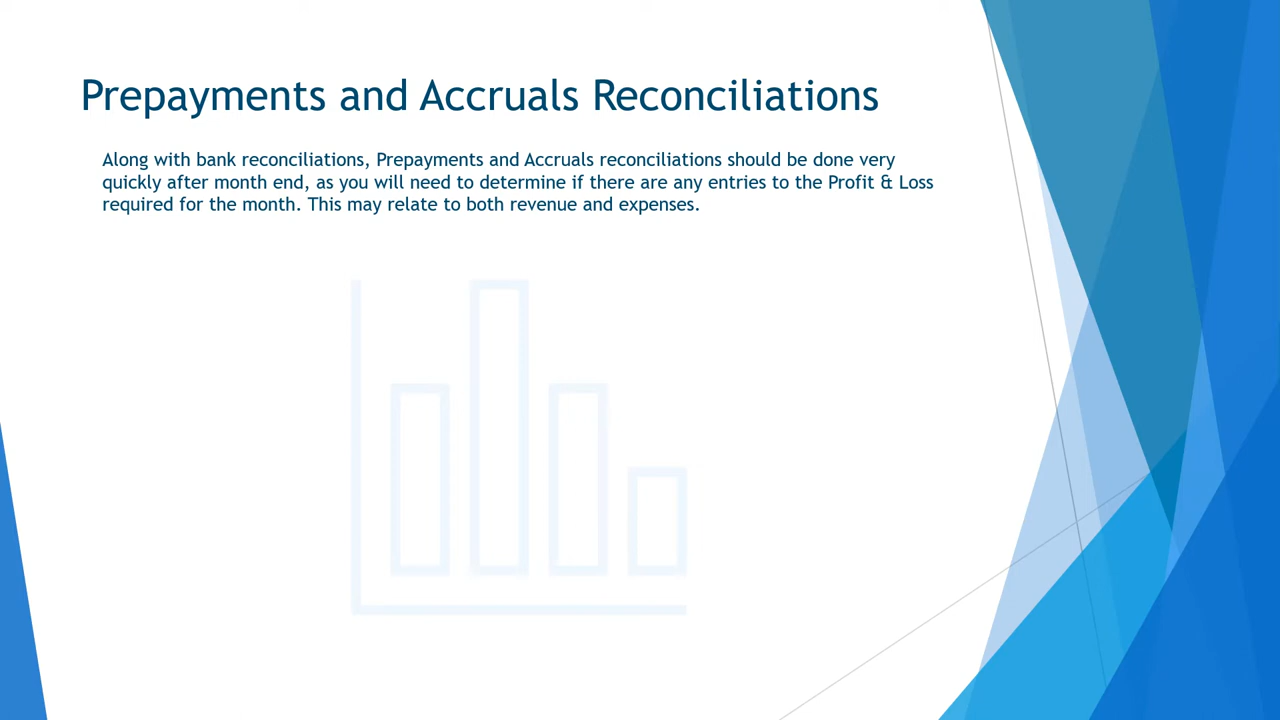 Prepayments and Accruals Reconciliations
Along with bank reconciliations, Prepayments and Accruals reconciliations should be done very
quickly after month end, as you will need to determine if there are any entries to the Profit & Loss
required for the month. This may relate to both revenue and expenses.